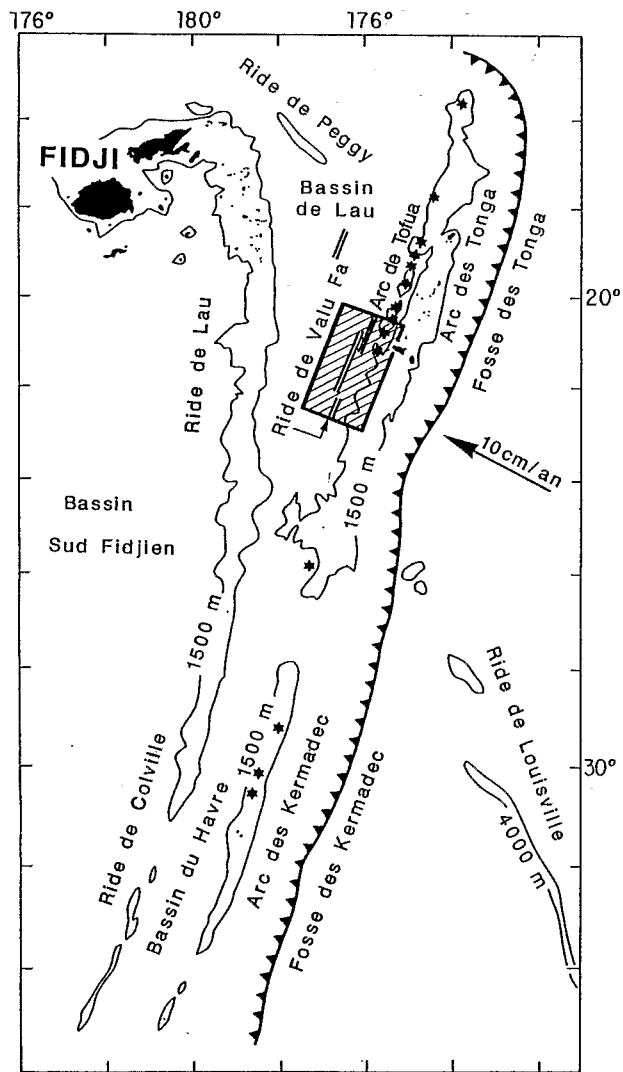 176° 180° 176°
Ride de Peggy
FIDJI
Bassin
de Lau
Arc de Tofua
Arc des Tonga
Fosse des Tonga
20°
Ride de Lau
Ride de Valu Fa
10cm/an
1500 m
Bassin
Sud Fidjien
1500 m
Ride de Louisville
1500 m
30°
Ride de Colville
Bassin du Havre
Arc des Kermadec
Fosse des Kermadec
4000 m